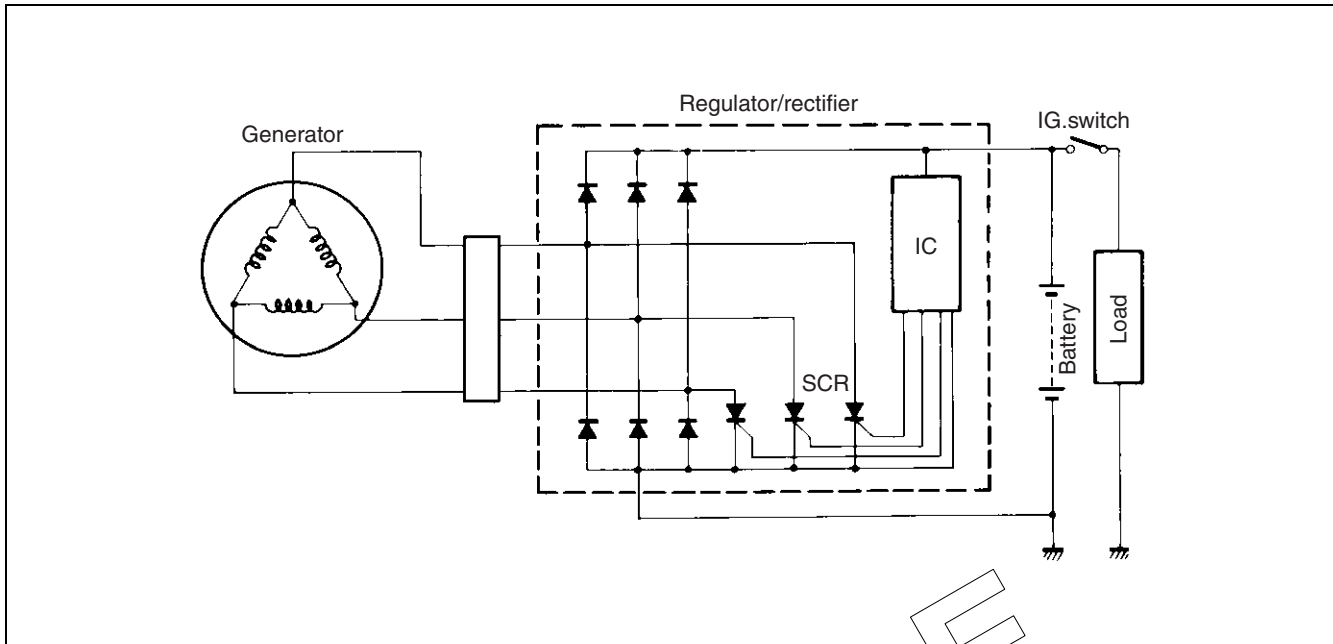 Regulator/rectifier
Generator
IG.switch
IC
SCR
Battery
Load